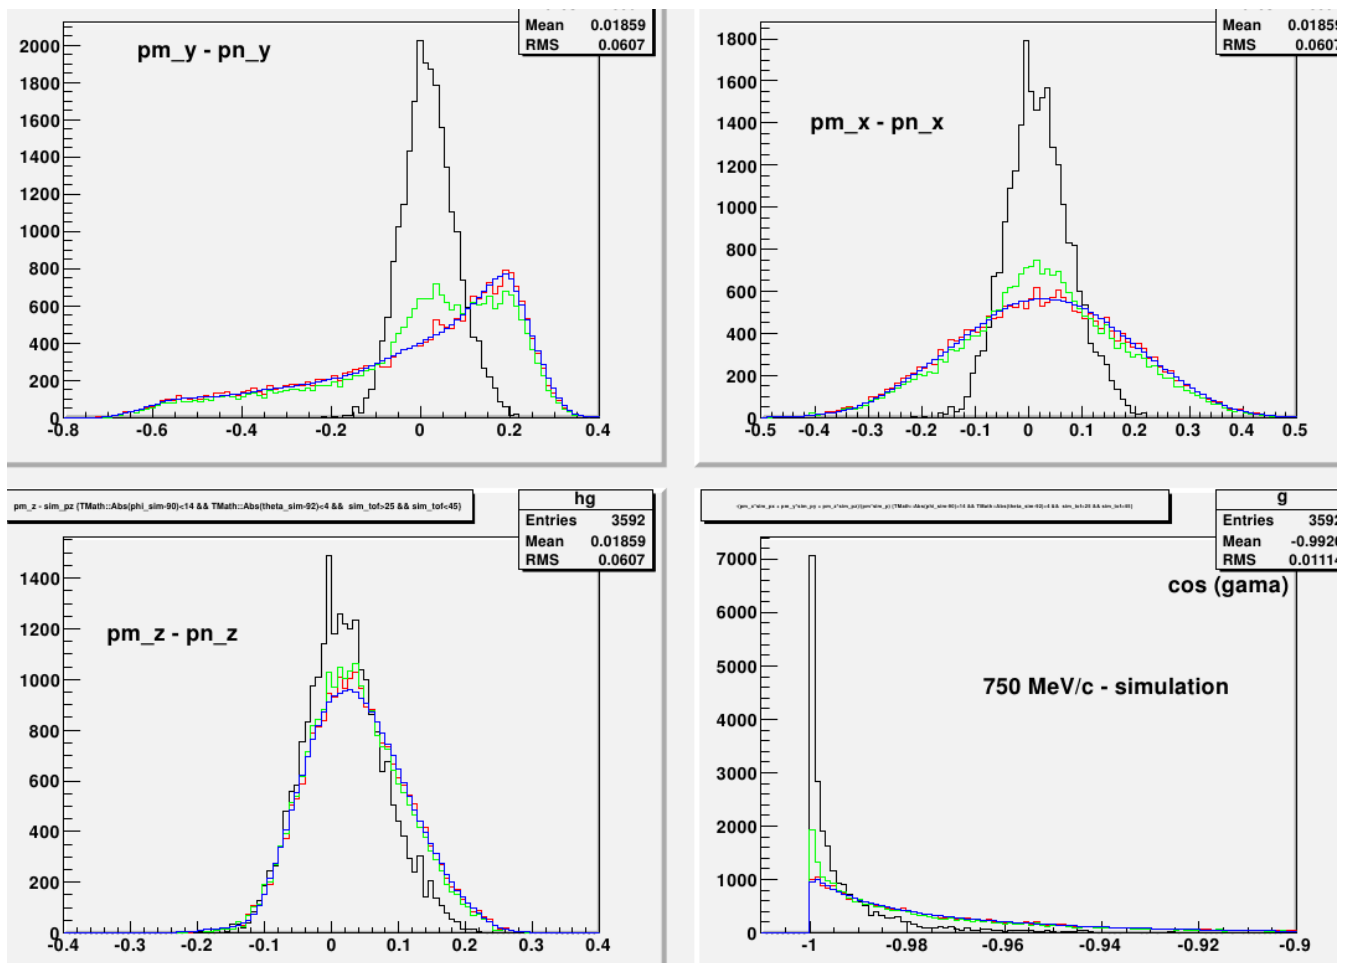 Mean 0.01859
RMS 0.0607
pm_y - pn_y
2000
1800
1600
1400
1200
1000
800
600
400
200
0
-0.8 -0.6 -0.4 -0.2 0 0.2 0.4
Mean 0.01859
RMS 0.0607
pm_x - pn_x
1800
1600
1400
1200
1000
800
600
400
200
0
-0.5 -0.4 -0.3 -0.2 -0.1 0 0.1 0.2 0.3 0.4 0.5
pm_z - sim_pz {TMath::Abs(phi_sim-90)<14 && TMath::Abs(theta_sim-92)<4 && sim_tof>25 && sim_tof<45}
hg
Entries 3592
Mean 0.01859
RMS 0.0607
pm_z - pn_z
1400
1200
1000
800
600
400
200
0
-0.4 -0.3 -0.2 -0.1 0 0.1 0.2 0.3 0.4
g
Entries 3592
Mean -0.9926
RMS 0.01114
cos (gama)
750 MeV/c - simulation
7000
6000
5000
4000
3000
2000
1000
0
-1 -0.98 -0.96 -0.94 -0.92 -0.9